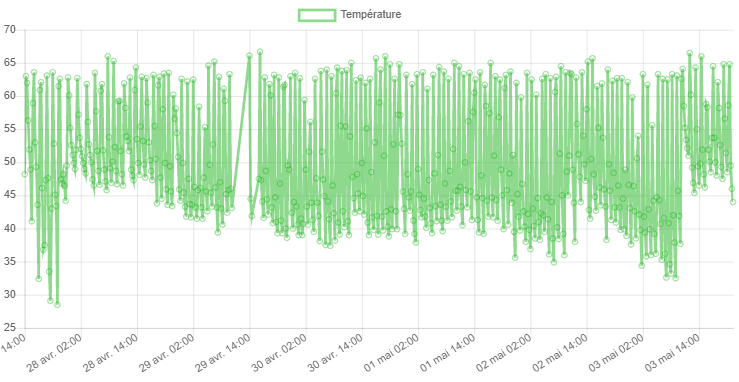 Température
70
65
60
55
50
45
40
35
30
25
14:00
28 avr. 02:00
28 avr. 14:00
29 avr. 02:00
29 avr. 14:00
30 avr. 02:00
30 avr. 14:00
01 mai 02:00
01 mai 14:00
02 mai 02:00
02 mai 14:00
03 mai 02:00
03 mai 14:00